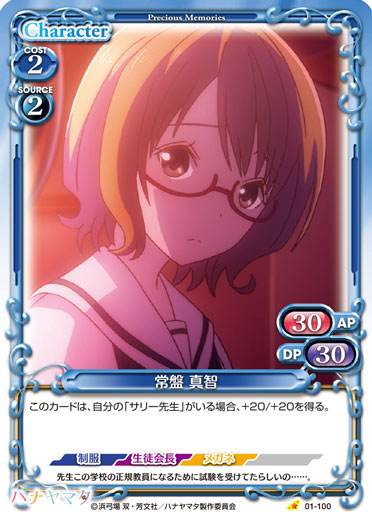 Precious Memories
Character
COST
2
SOURCE
2
30 AP
DP 30
常盤 真智
このカードは、自分の「サリー先生」がいる場合、+20/+20を得る。
制服 生徒会長 メガネ
先生この学校の正規教員になるために試験を受けてたらしいの……。
ハナヤマタ
©浜弓場 双・芳文社／ハナヤマタ製作委員会
01-100